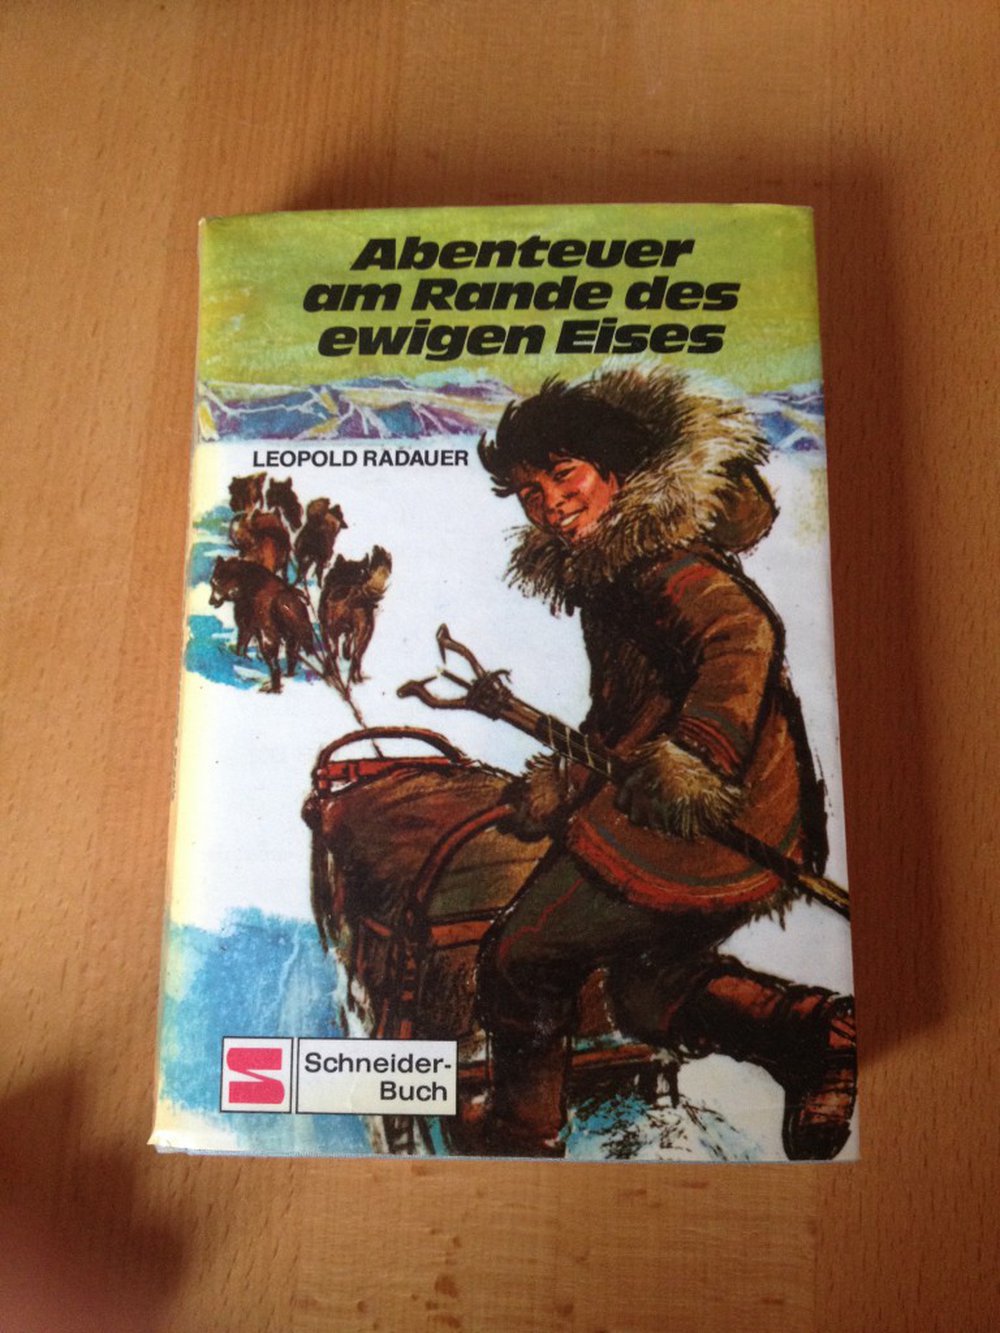 Abenteuer
am Rande des
ewigen Eises
LEOPOLD RADAUER
Schneider-
Buch